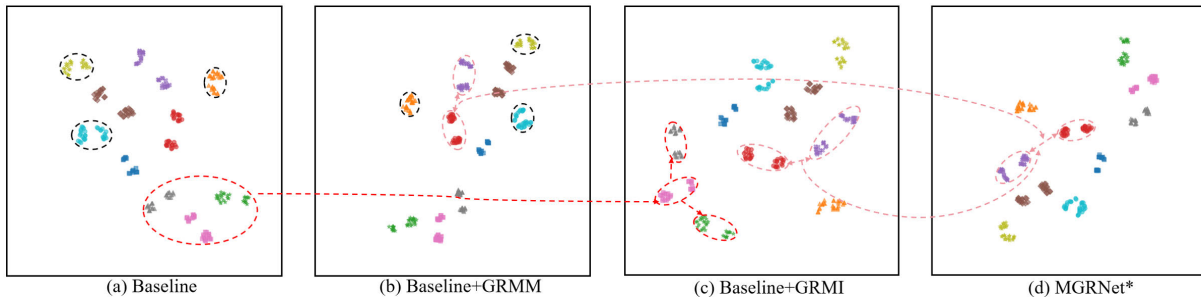 (a) Baseline
(b) Baseline+GRMM
(c) Baseline+GRMI
(d) MGRNet*